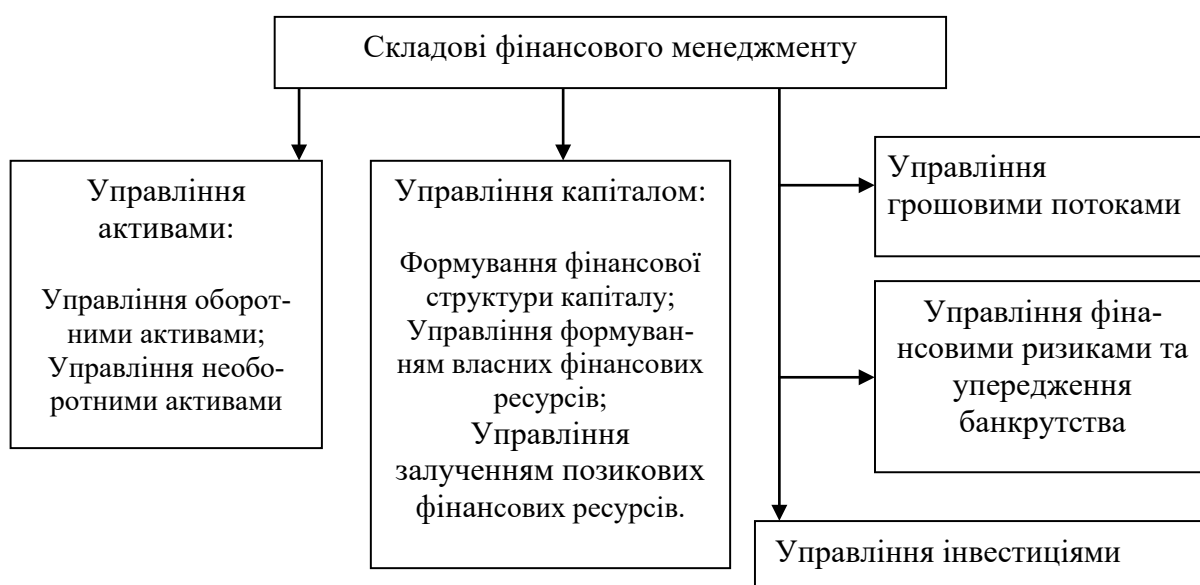 Складові фінансового менеджменту
Управління
активами:
Управління оборот-
ними активами;
Управління необо-
ротними активами
Управління капіталом:
Формування фінансової
структури капіталу;
Управління формуван-
ням власних фінансових
ресурсів;
Управління
залученням позикових
фінансових ресурсів.
Управління
грошовими потоками
Управління фіна-
нсовими ризиками та
упередження
банкрутства
Управління інвестиціями